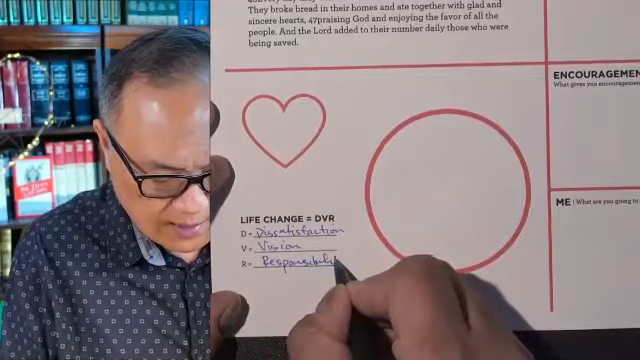 They broke bread in their homes and ate together with glad and
sincere hearts, 47praising God and enjoying the favor of all the
people. And the Lord added to their number daily those who were
being saved.
ENCOURAGEMEN
What gives you encouragemen
LIFE CHANGE = DVR
D= Dissatisfaction
V= Vision
R= Responsibility
ME: What are you going to